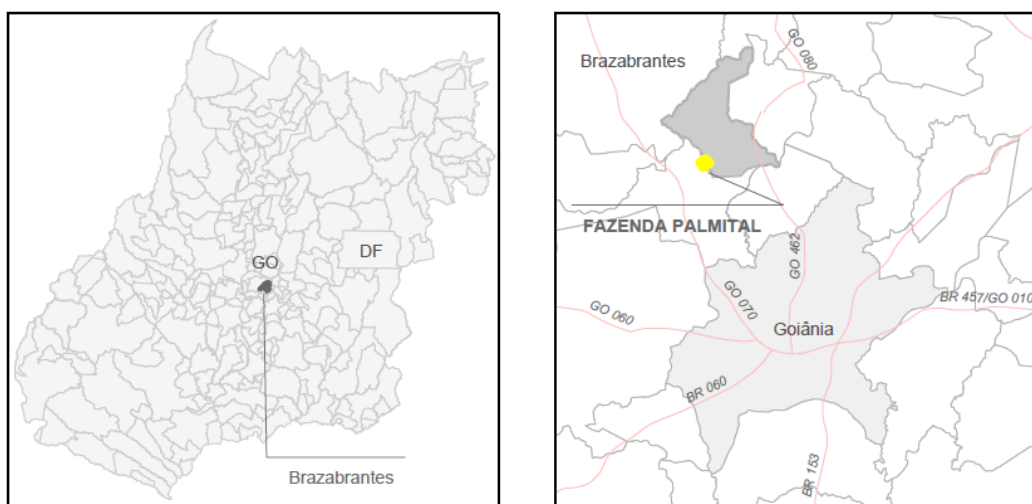 GO
DF
Brazabrantes
Brazabrantes
GO 080
FAZENDA PALMITAL
GO 462
GO 070
GO 060
BR 457/GO 010
Goiânia
BR 060
BR 153